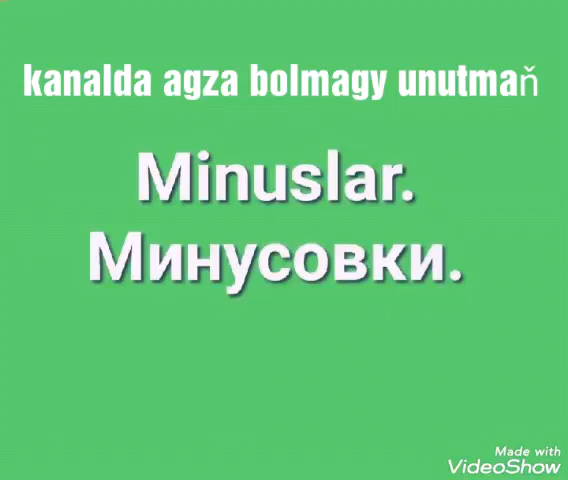 kanalda agza bolmagy unutmaň
Minuslar.
Минусовки.
Made with
VideoShow